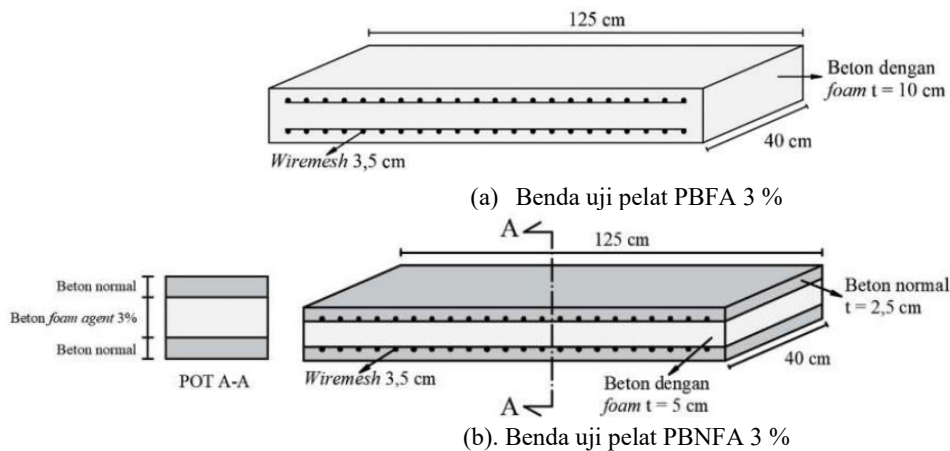 125 cm
Beton dengan
foam t = 10 cm
40 cm
Wiremesh 3,5 cm
(a) Benda uji pelat PBFA 3 %
A
125 cm
Beton normal
Beton foam agent 3%
Beton normal
POT A-A
Beton normal
t = 2,5 cm
40 cm
Wiremesh 3,5 cm
Beton dengan
foam t = 5 cm
A
(b). Benda uji pelat PBNFA 3 %